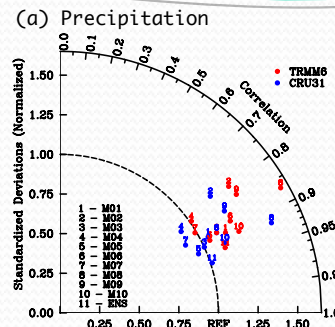 (a) Precipitation
0.0
0.1
0.2
0.3
0.4
0.5
0.6
0.7
0.8
0.9
0.95
Correlation
TRMM6
CRU31
Standardized Deviations (Normalized)
1.50
1.25
1.00
0.75
0.50
0.25
0.00
1 – M01
2 – M02
3 – M03
4 – M04
5 – M05
6 – M06
7 – M07
8 – M08
9 – M09
10 – M10
11 – ENS
0.25
0.50
0.75
REF
1.25
1.50